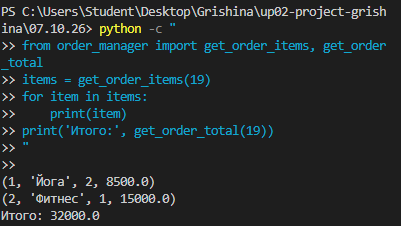 PS C:\Users\Student\Desktop\Grishina\up02-project-grish
ina\07.10.26> python -c "
>> from order_manager import get_order_items, get_order
_total
>> items = get_order_items(19)
>> for item in items:
>>     print(item)
>> print('Итого:', get_order_total(19))
>> "
>>
(1, 'Йога', 2, 8500.0)
(2, 'Фитнес', 1, 15000.0)
Итого: 32000.0